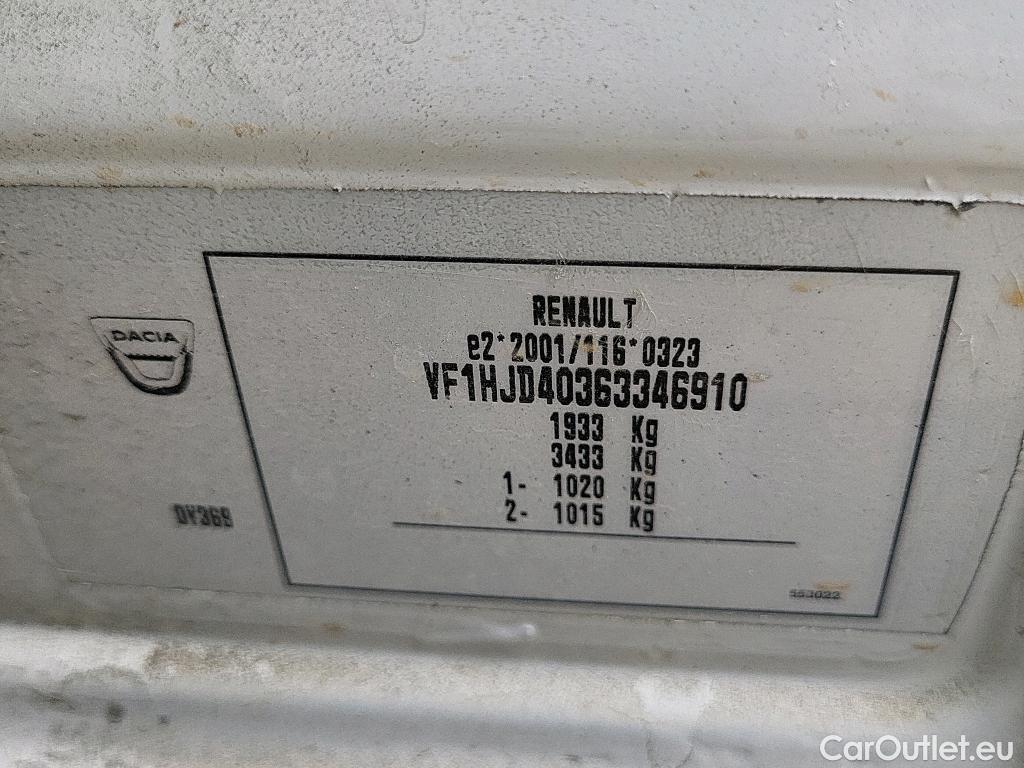 RENAULT
e2*2001/116*0323
VF1HJD40363346910
1933 Kg
3433 Kg
1- 1020 Kg
2- 1015 Kg
DACIA
CarOutlet.eu